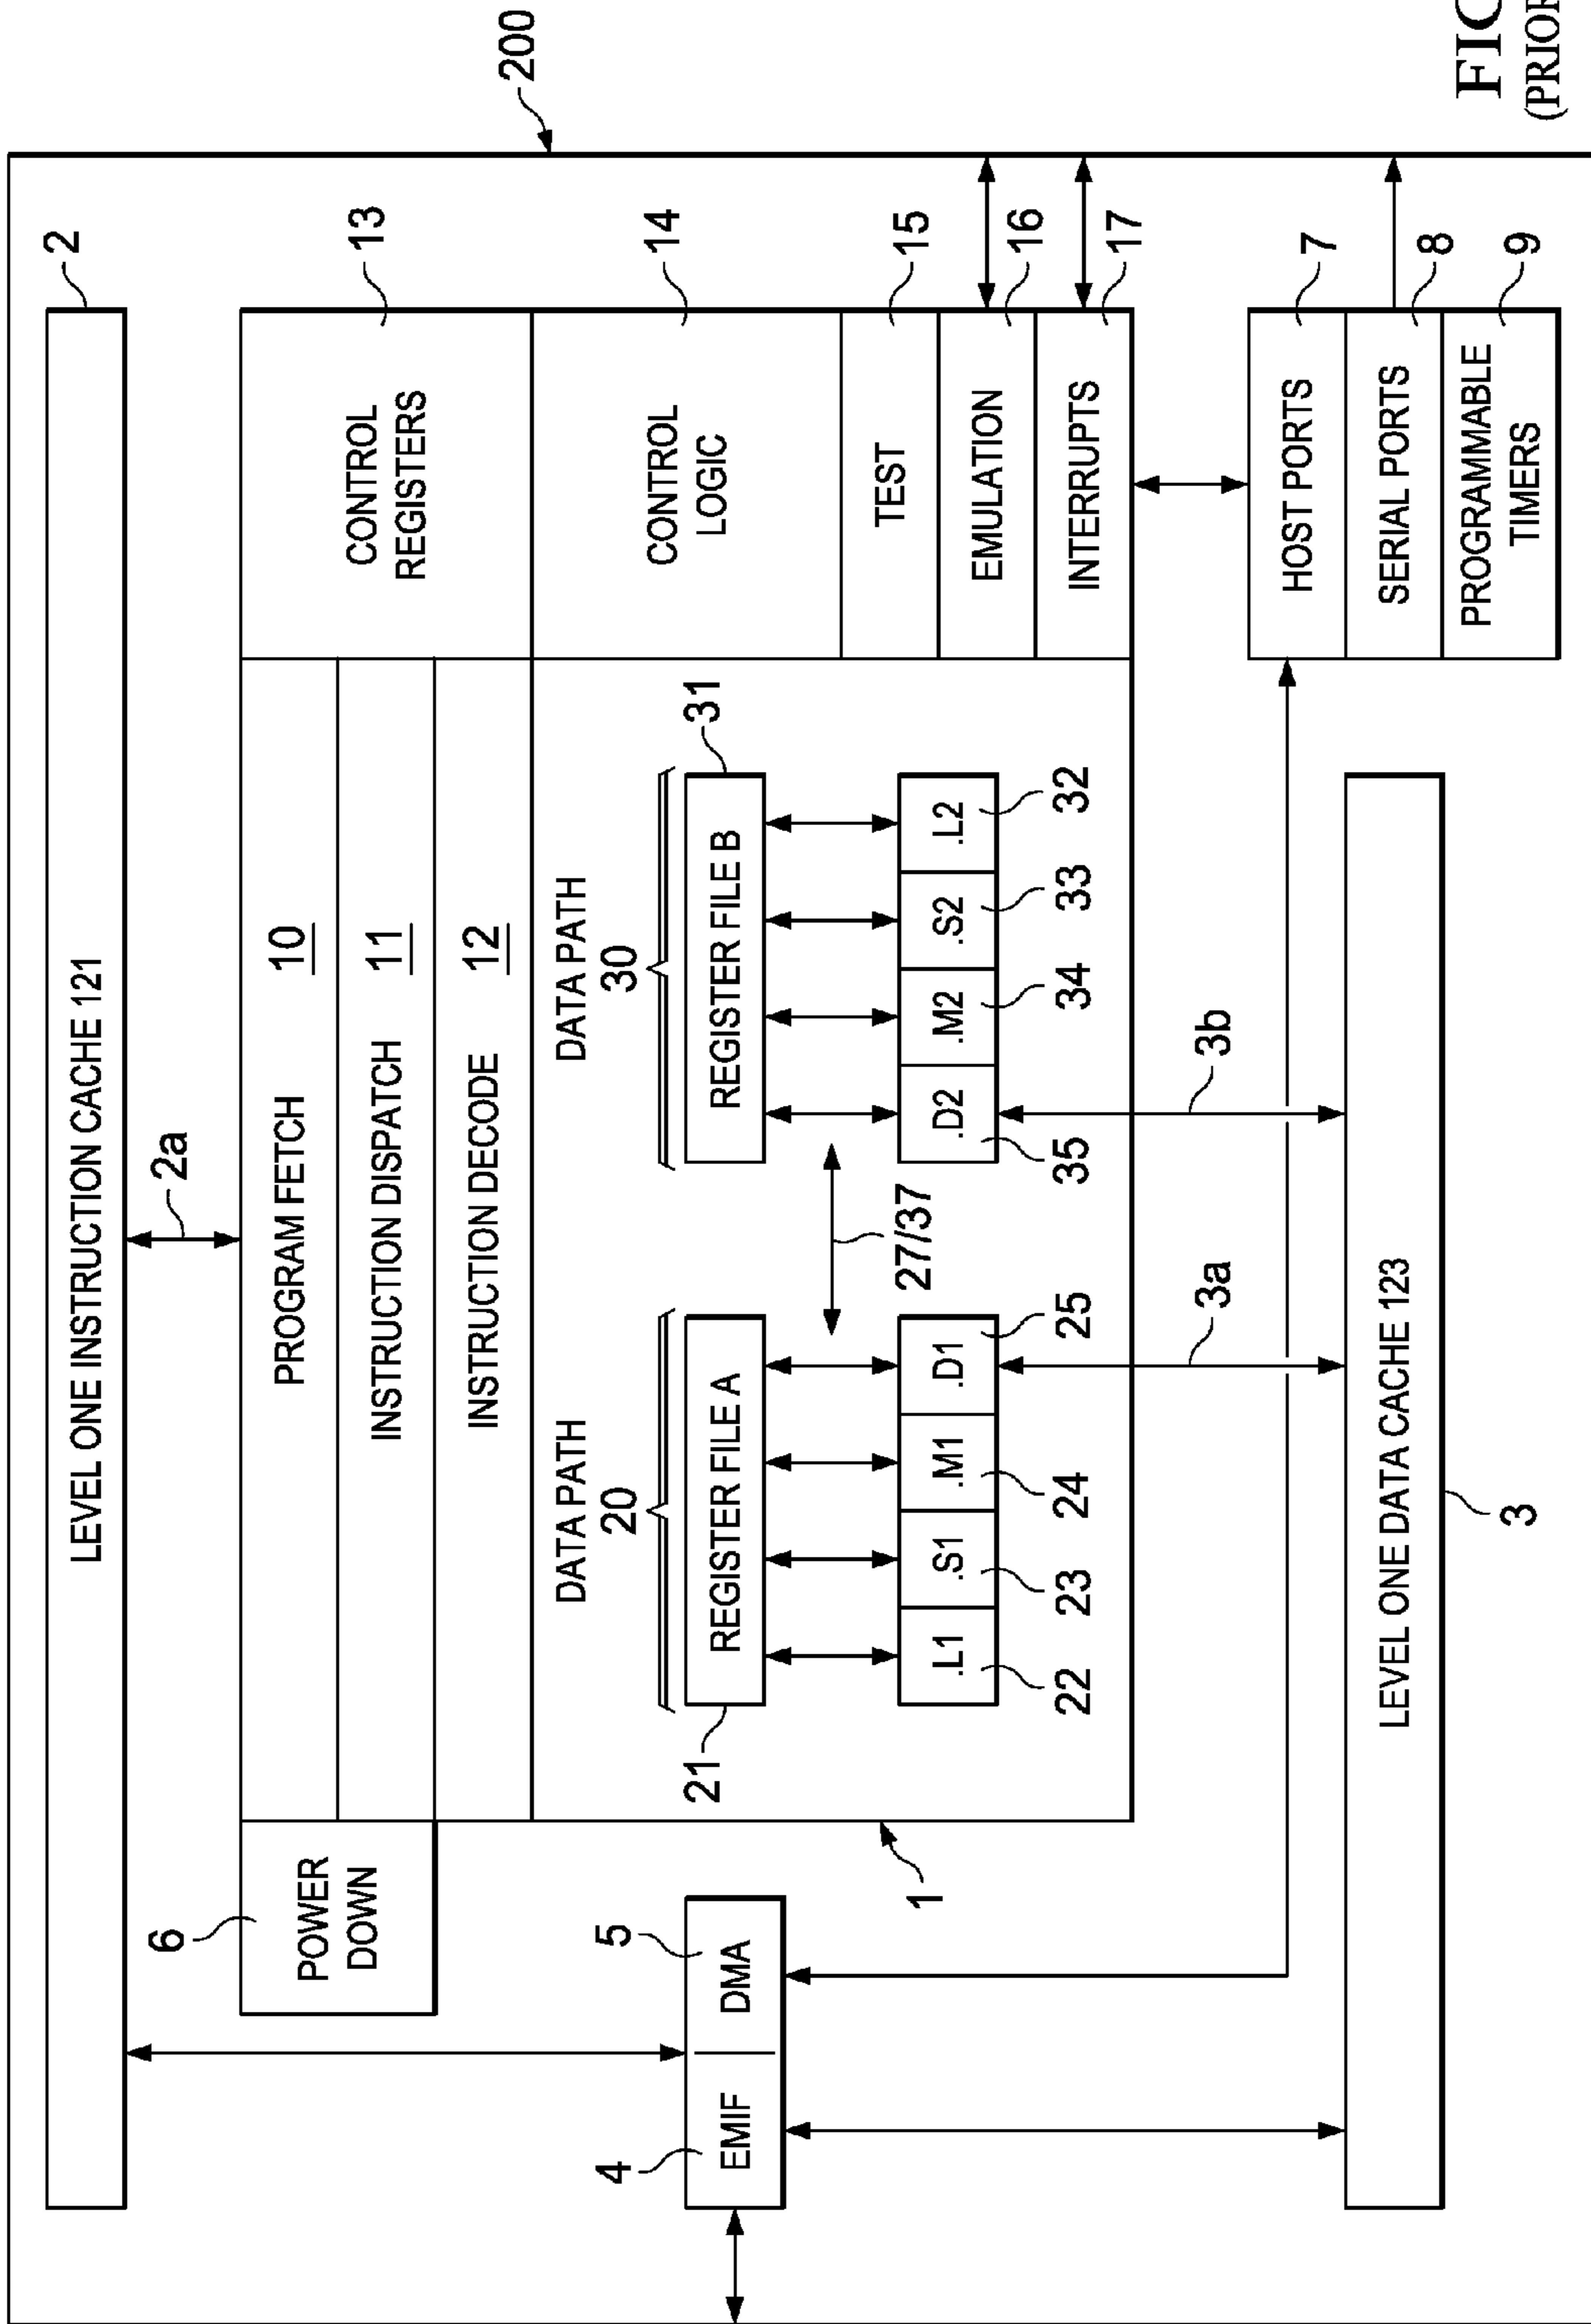 200
2
LEVEL ONE INSTRUCTION CACHE 121
2a
6
POWER
DOWN
PROGRAM FETCH 10
INSTRUCTION DISPATCH 11
INSTRUCTION DECODE 12
CONTROL
REGISTERS
13
DATA PATH
20
DATA PATH
30
CONTROL
LOGIC
14
21
REGISTER FILE A
REGISTER FILE B
31
27/37
TEST
15
.L1
.S1
.M1
.D1
.D2
.M2
.S2
.L2
EMULATION
16
22
23
24
25
35
34
33
32
INTERRUPTS
17
4
5
EMIF
DMA
1
3a
3b
HOST PORTS
7
SERIAL PORTS
8
PROGRAMMABLE
TIMERS
9
LEVEL ONE DATA CACHE 123
3